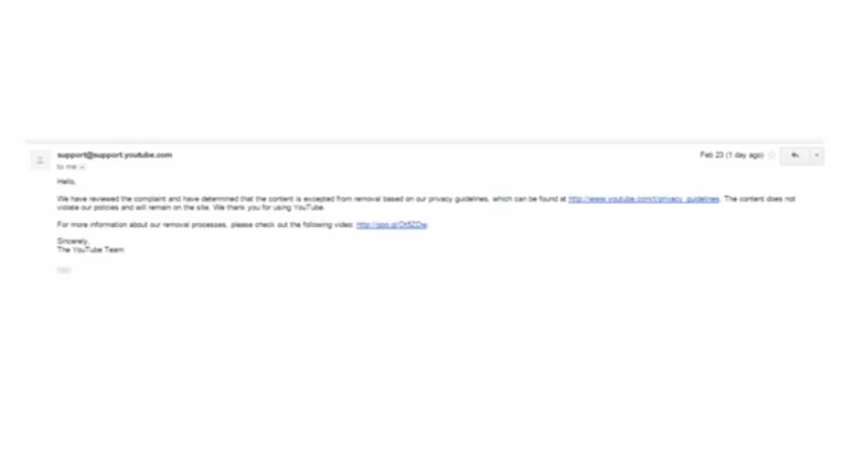 support@support.youtube.com
Feb 23 (1 day ago)
to me
Hello,
We have reviewed the complaint and have determined that the content is excepted from removal based on our privacy guidelines, which can be found at http://www.youtube.com/t/privacy_guidelines. The content does not
violate our policies and will remain on the site. We thank you for using YouTube.
For more information about our removal processes, please check out the following video:
Sincerely,
The YouTube Team